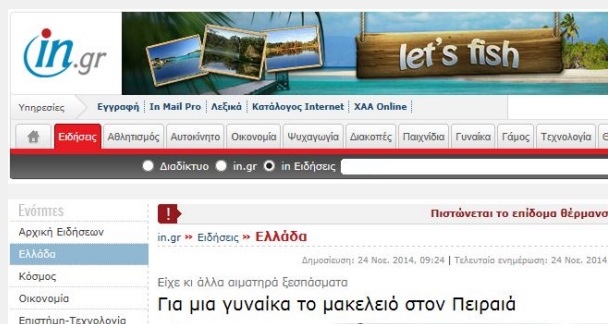 in.gr
let's fish
Υπηρεσίες Εγγραφή In Mail Pro Λεξικά Κατάλογος Internet ΧΑΑ Online
Ειδήσεις Αθλητισμός Αυτοκίνητο Οικονομία Ψυχαγωγία Διακοπές Παιχνίδια Γυναίκα Γάμος Τεχνολογία
Διαδίκτυο in.gr in Ειδήσεις
Ενότητες
! Πιστώνεται το επίδομα θέρμανσ
Αρχική Ειδήσεων
in.gr » Ειδήσεις » Ελλάδα
Ελλάδα
Δημοσίευση: 24 Νοε. 2014, 09:24 | Τελευταία ενημέρωση: 24 Νοε. 2014
Κόσμος
Είχε κι άλλα αιματηρά ξεσπάσματα
Οικονομία
Για μια γυναίκα το μακελειό στον Πειραιά
Επιστήμη-Τεχνολογία